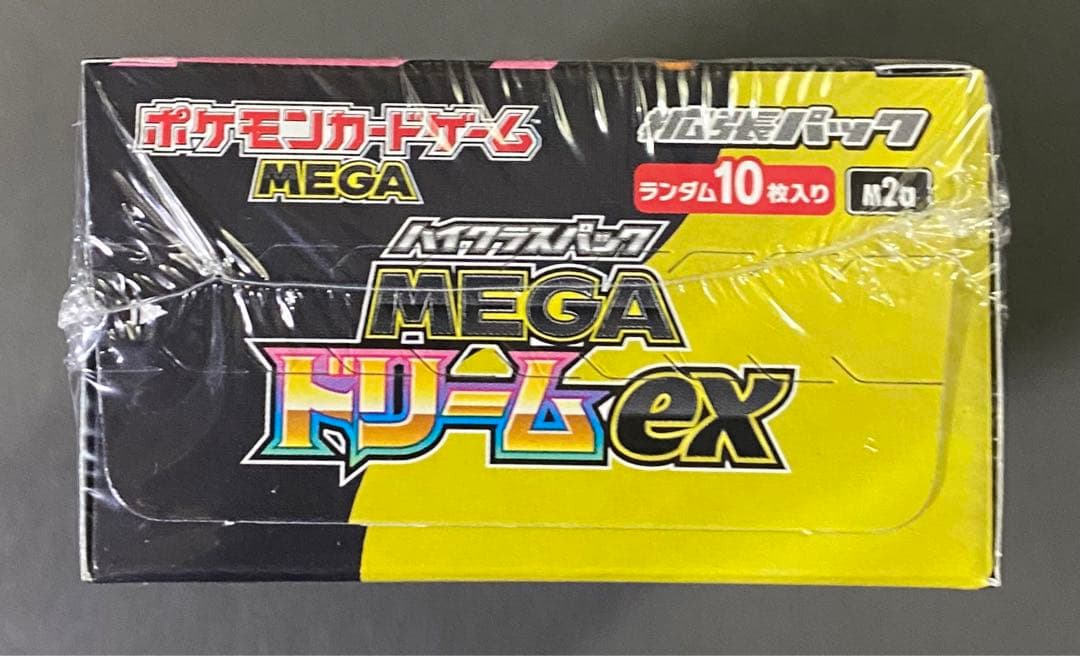 ポケモンカードゲーム
MEGA
拡張パック
ランダム10枚入り M2a
ハイクラスパック
MEGA
ドリームex